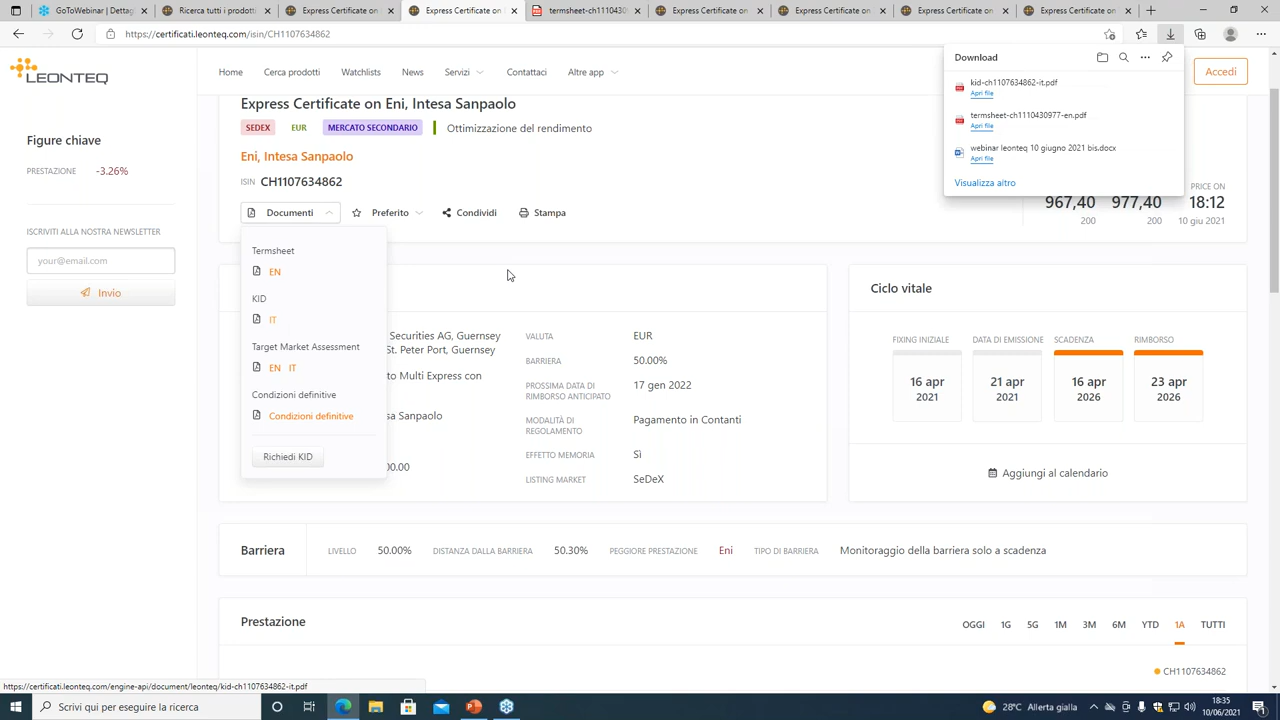 GoToWebinar | Dettag
Ricerca tutti i prodotti
Express Certificate on
Express Certificate on E
termsheet-ch1110430
Express Certificate on E
Express Certificate on E
Express Certificate on E
Express Certificate on E
https://certificati.leonteq.com/isin/CH1107634862
LEONTEQ
Home
Cerca prodotti
Watchlists
News
Servizi
Contattaci
Altre app
Accedi
Download
kid-ch1107634862-it.pdf
Apri file
termsheet-ch1110430977-en.pdf
Apri file
webinar leonteq 10 giugno 2021 bis.docx
Apri file
Visualizza altro
Figure chiave
PRESTAZIONE -3.26%
ISCRIVITI ALLA NOSTRA NEWSLETTER
your@email.com
Invio
Express Certificate on Eni, Intesa Sanpaolo
SEDEX EUR MERCATO SECONDARIO Ottimizzazione del rendimento
Eni, Intesa Sanpaolo
ISIN CH1107634862
Documenti Preferito Condividi Stampa
PRICE ON
967,40 977,40 18:12
200 200 10 giu 2021
Termsheet
EN
KID
IT
Target Market Assessment
EN IT
Condizioni definitive
Condizioni definitive
Richiedi KID
Securities AG, Guernsey
St. Peter Port, Guernsey
to Multi Express con
sa Sanpaolo
00.00
VALUTA EUR
BARRIERA 50.00%
PROSSIMA DATA DI
RIMBORSO ANTICIPATO
17 gen 2022
MODALITÀ DI
REGOLAMENTO
Pagamento in Contanti
EFFETTO MEMORIA Sì
LISTING MARKET SeDeX
Ciclo vitale
FIXING INIZIALE DATA DI EMISSIONE SCADENZA RIMBORSO
16 apr 21 apr 16 apr 23 apr
2021 2021 2026 2026
Aggiungi al calendario
Barriera LIVELLO 50.00% DISTANZA DALLA BARRIERA 50.30% PEGGIORE PRESTAZIONE Eni TIPO DI BARRIERA Monitoraggio della barriera solo a scadenza
Prestazione
OGGI 1G 5G 1M 3M 6M YTD 1A TUTTI
CH1107634862
https://certificati.leonteq.com/engine-api/document/leonteq/kid-ch1107634862-it.pdf
Scrivi qui per eseguire la ricerca
28°C Allerta gialla
18:35
10/06/2021